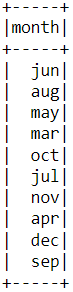 +-----+
|month|
+-----+
|  jun|
|  aug|
|  may|
|  mar|
|  oct|
|  jul|
|  nov|
|  apr|
|  dec|
|  sep|
+-----+